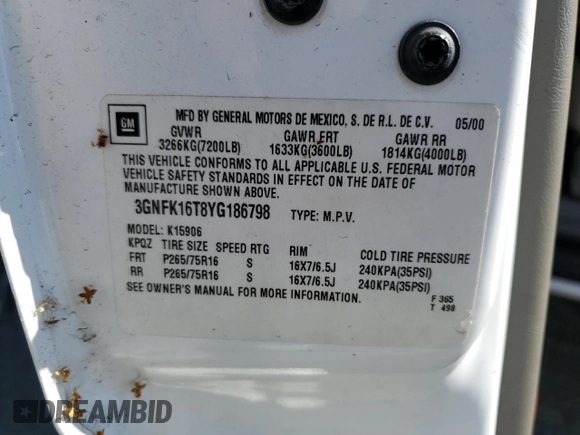 GM
MFD BY GENERAL MOTORS DE MEXICO, S. DE R.L. DE C.V. 05/00
GVWR GAWR FRT GAWR RR
3266KG(7200LB) 1633KG(3600LB) 1814KG(4000LB)
THIS VEHICLE CONFORMS TO ALL APPLICABLE U.S. FEDERAL MOTOR
VEHICLE SAFETY STANDARDS IN EFFECT ON THE DATE OF
MANUFACTURE SHOWN ABOVE.
3GNFK16T8YG186798 TYPE: M.P.V.
MODEL: K15906
KPQZ TIRE SIZE SPEED RTG RIM COLD TIRE PRESSURE
FRT P265/75R16 S 16X7/6.5J 240KPA(35PSI)
RR P265/75R16 S 16X7/6.5J 240KPA(35PSI)
SEE OWNER'S MANUAL FOR MORE INFORMATION.
F 365
T 498
DREAMBID